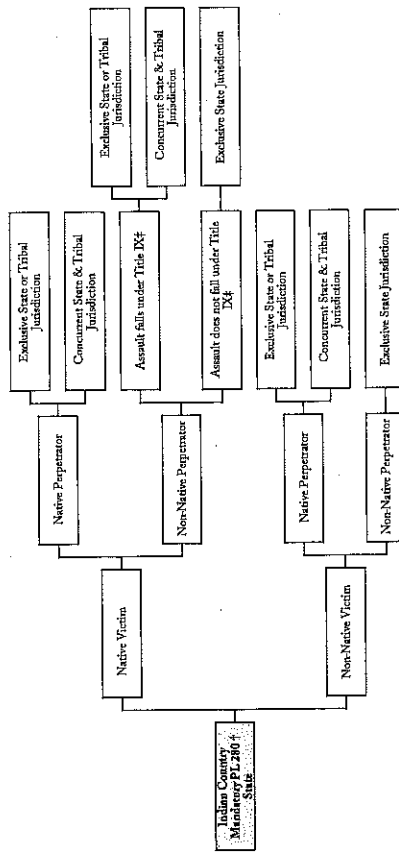 Indian Country
Mandatory PL 280 †
State
Native Victim
Non-Native Victim
Native Perpetrator
Non-Native Perpetrator
Native Perpetrator
Non-Native Perpetrator
Exclusive State or Tribal
Jurisdiction
Concurrent State & Tribal
Jurisdiction
Assault falls under Title IX‡
Assault does not fall under Title
IX‡
Exclusive State or Tribal
Jurisdiction
Concurrent State & Tribal
Jurisdiction
Exclusive State Jurisdiction
Exclusive State or Tribal
Jurisdiction
Concurrent State & Tribal
Jurisdiction
Exclusive State Jurisdiction